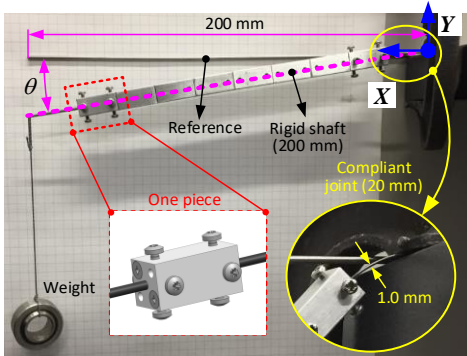 200 mm
Y
θ
X
Reference
Rigid shaft
(200 mm)
Compliant
joint (20 mm)
One piece
1.0 mm
Weight